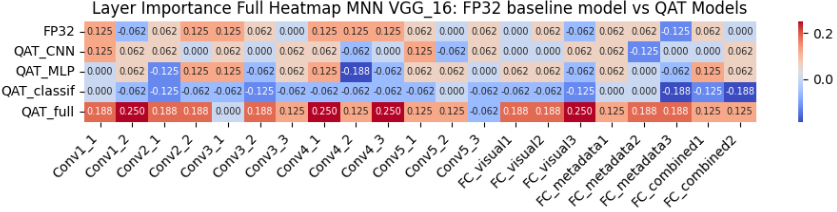 Layer Importance Full Heatmap MNN VGG_16: FP32 baseline model vs QAT Models
FP32 0.125 -0.062 0.062 0.125 0.125 0.062 0.000 0.125 0.125 0.125 0.062 0.000 0.062 0.000 0.062 -0.062 0.062 0.062 -0.125 0.000 0.062
QAT_CNN 0.125 0.062 0.062 0.000 0.062 0.000 0.062 0.062 -0.062 0.000 0.125 -0.062 0.062 0.000 0.062 0.000 0.062 -0.125 0.000 0.000 0.062
QAT_MLP 0.000 0.062 -0.125 0.125 0.125 -0.062 0.062 0.125 -0.188 -0.062 0.062 0.062 0.000 0.062 0.062 -0.062 0.062 0.000 -0.062 0.125 0.062
QAT_classif 0.000 -0.062 -0.125 -0.062 -0.062 -0.125 -0.062 -0.062 -0.062 -0.062 -0.062 0.000 -0.062 -0.062 -0.062 -0.125 0.000 0.000 -0.188 -0.125 -0.188
QAT_full 0.188 0.250 0.188 0.188 0.000 0.188 0.125 0.250 0.125 0.250 0.125 0.125 -0.062 0.188 0.188 0.250 0.125 0.188 0.188 0.125 0.125
Conv1_1 Conv1_2 Conv2_1 Conv2_2 Conv3_1 Conv3_2 Conv3_3 Conv4_1 Conv4_2 Conv4_3 Conv5_1 Conv5_2 Conv5_3 FC_visual1 FC_visual2 FC_visual3 FC_metadata1 FC_metadata2 FC_metadata3 FC_combined1 FC_combined2
0.2
0.0